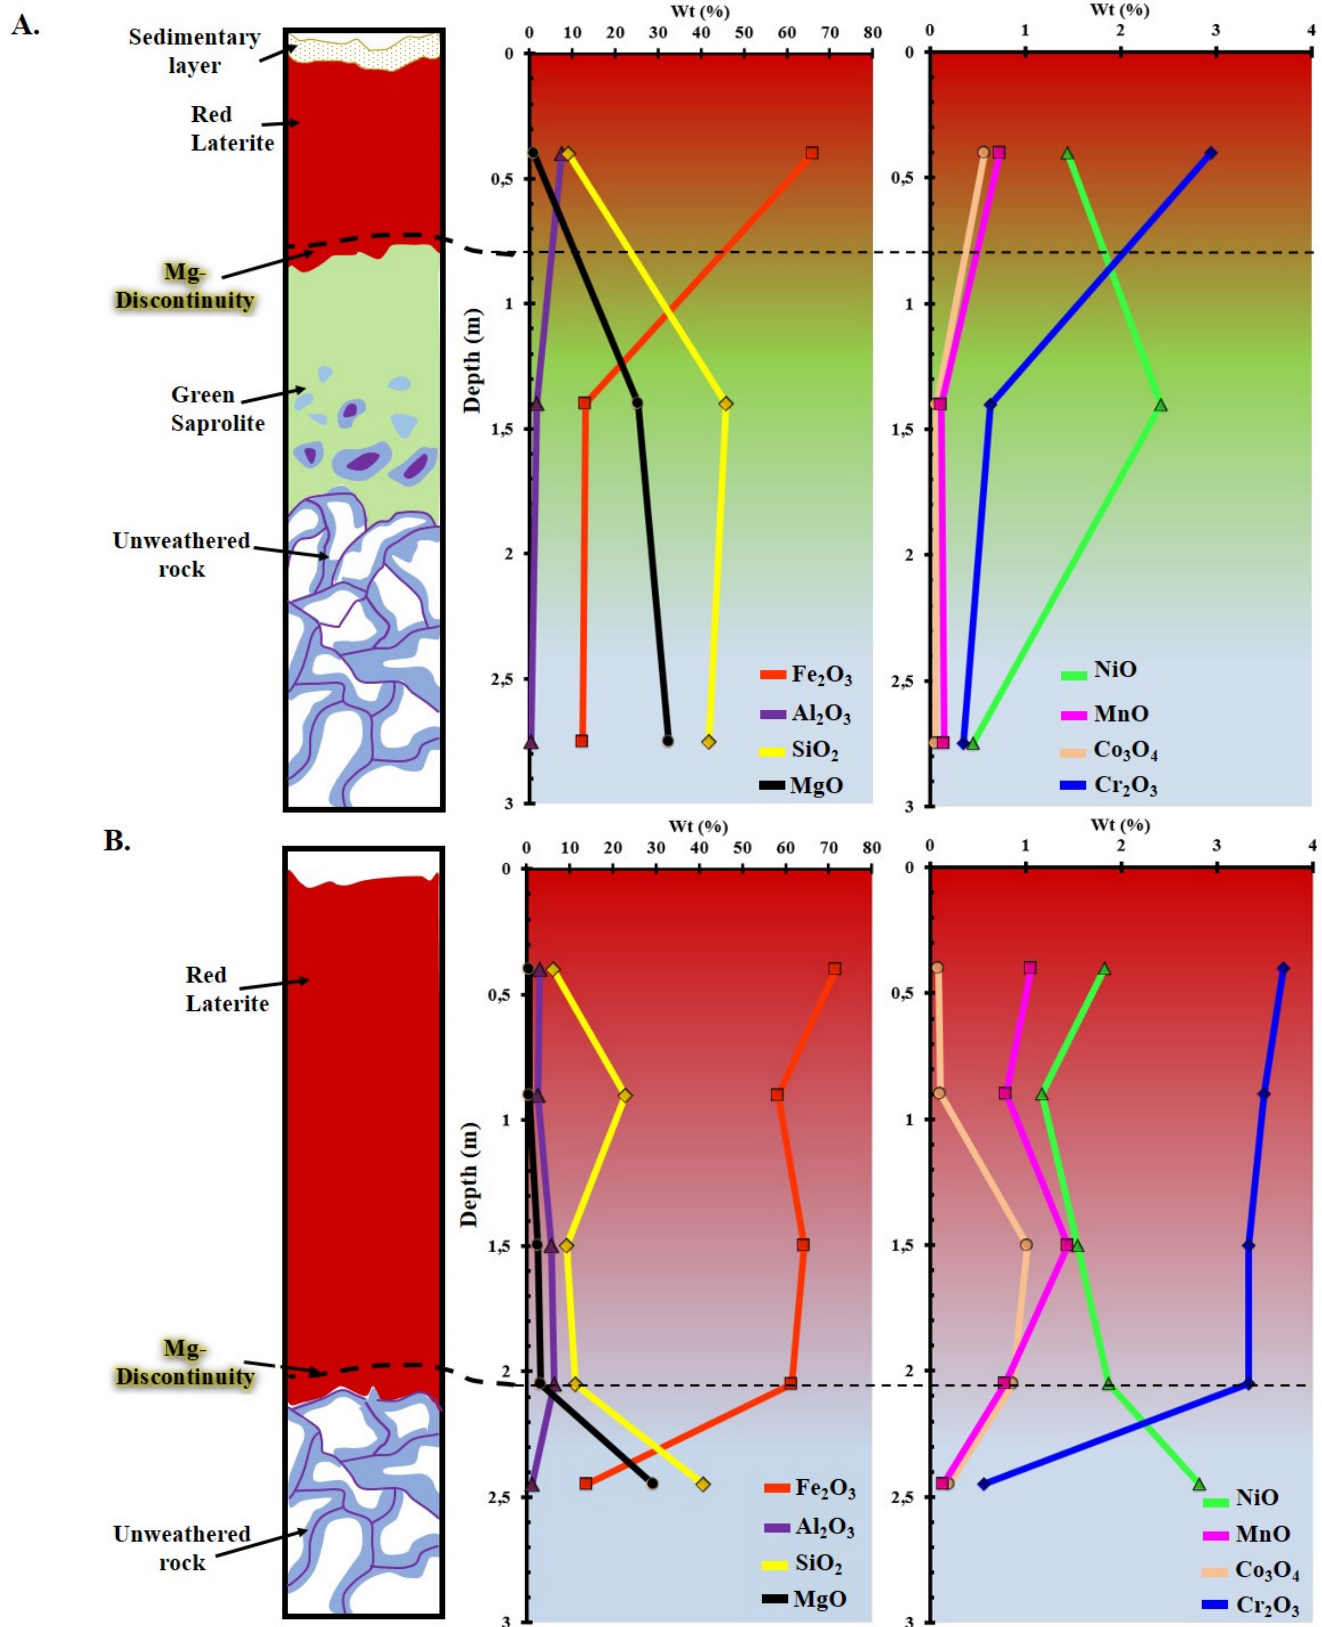 A.
Sedimentary
layer
Red
Laterite
Mg-
Discontinuity
Green
Saprolite
Unweathered
rock
Wt (%)
0 10 20 30 40 50 60 70 80
0
0,5
1
1,5
2
2,5
3
Depth (m)
Fe₂O₃
Al₂O₃
SiO₂
MgO
Wt (%)
0 1 2 3 4
0
0,5
1
1,5
2
2,5
3
NiO
MnO
Co₃O₄
Cr₂O₃
B.
Red
Laterite
Mg-
Discontinuity
Unweathered
rock
Wt (%)
0 10 20 30 40 50 60 70 80
0
0,5
1
1,5
2
2,5
3
Depth (m)
Fe₂O₃
Al₂O₃
SiO₂
MgO
Wt (%)
0 1 2 3 4
0
0,5
1
1,5
2
2,5
3
NiO
MnO
Co₃O₄
Cr₂O₃